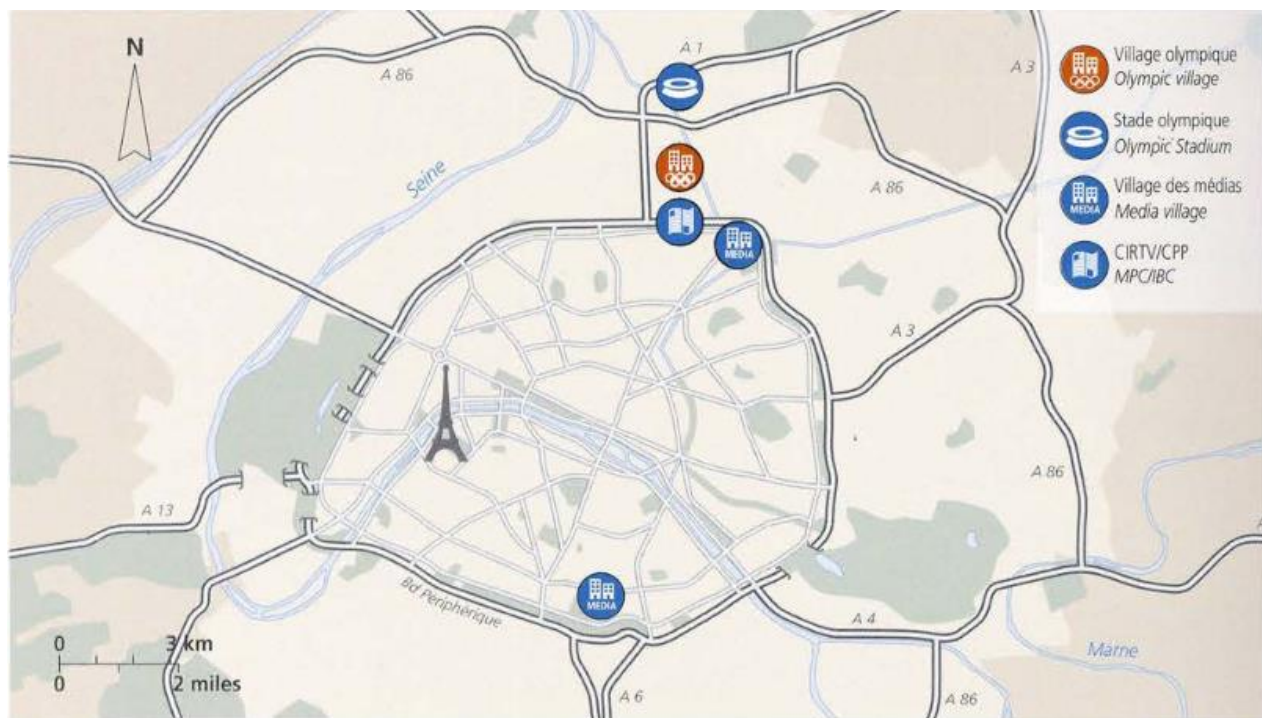 N
A 1
A 86
A 3
Village olympique
Olympic village
Stade olympique
Olympic Stadium
Seine
A 86
Village des médias
Media village
MEDIA
MEDIA
CIRTV/CPP
MPC/IBC
A 3
A 86
A 13
MEDIA
Bd Périphérique
A 4
0 3 km
0 2 miles
Marne
A 6
A 86